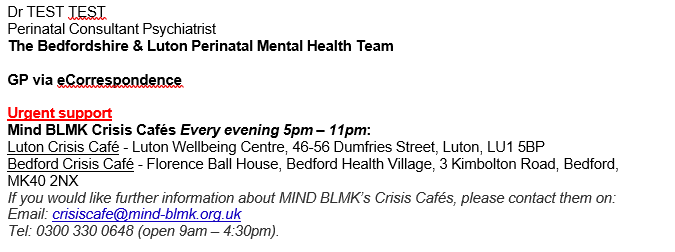 Dr TEST TEST
Perinatal Consultant Psychiatrist
The Bedfordshire & Luton Perinatal Mental Health Team
GP via eCorrespondence
Urgent support
Mind BLMK Crisis Cafés Every evening 5pm – 11pm:
Luton Crisis Café - Luton Wellbeing Centre, 46-56 Dumfries Street, Luton, LU1 5BP
Bedford Crisis Café - Florence Ball House, Bedford Health Village, 3 Kimbolton Road, Bedford,
MK40 2NX
If you would like further information about MIND BLMK's Crisis Cafés, please contact them on:
Email: crisiscafe@mind-blmk.org.uk
Tel: 0300 330 0648 (open 9am – 4:30pm).